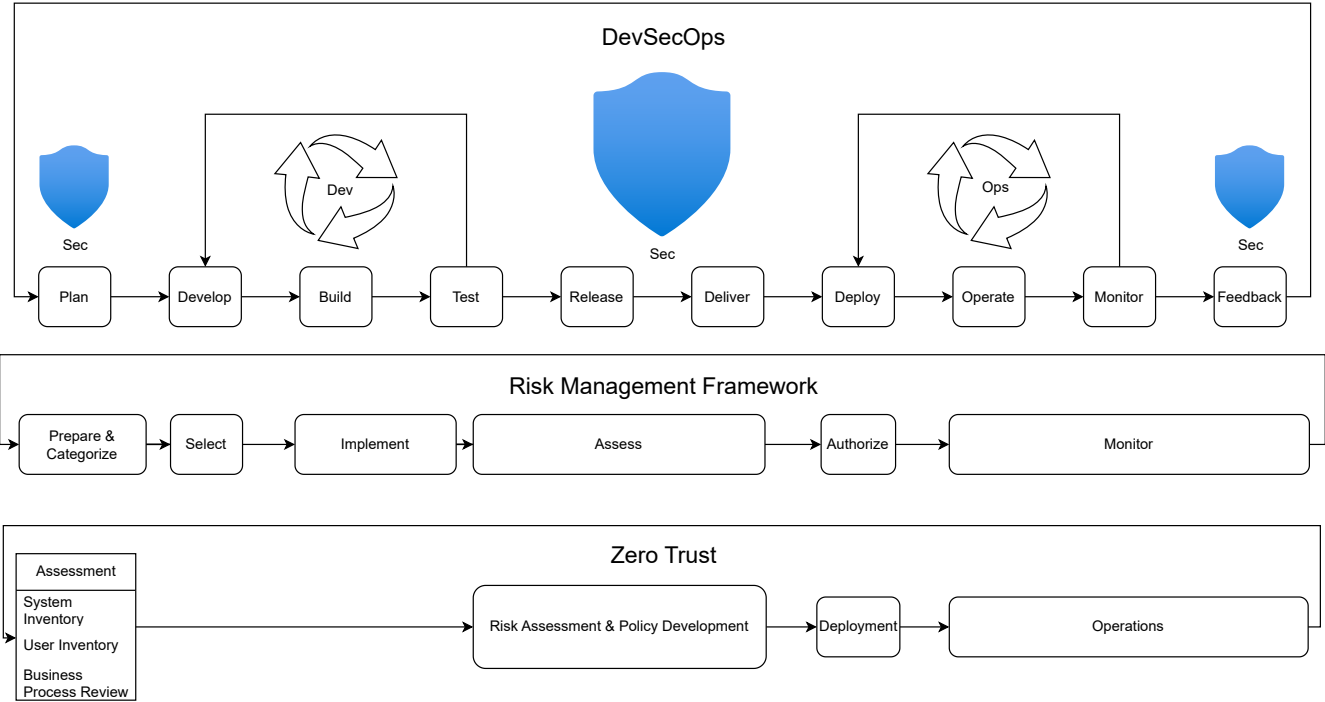 DevSecOps
Sec
Dev
Sec
Ops
Sec
Plan
Develop
Build
Test
Release
Deliver
Deploy
Operate
Monitor
Feedback
Risk Management Framework
Prepare &
Categorize
Select
Implement
Assess
Authorize
Monitor
Zero Trust
Assessment
System
Inventory
User Inventory
Business
Process Review
Risk Assessment & Policy Development
Deployment
Operations